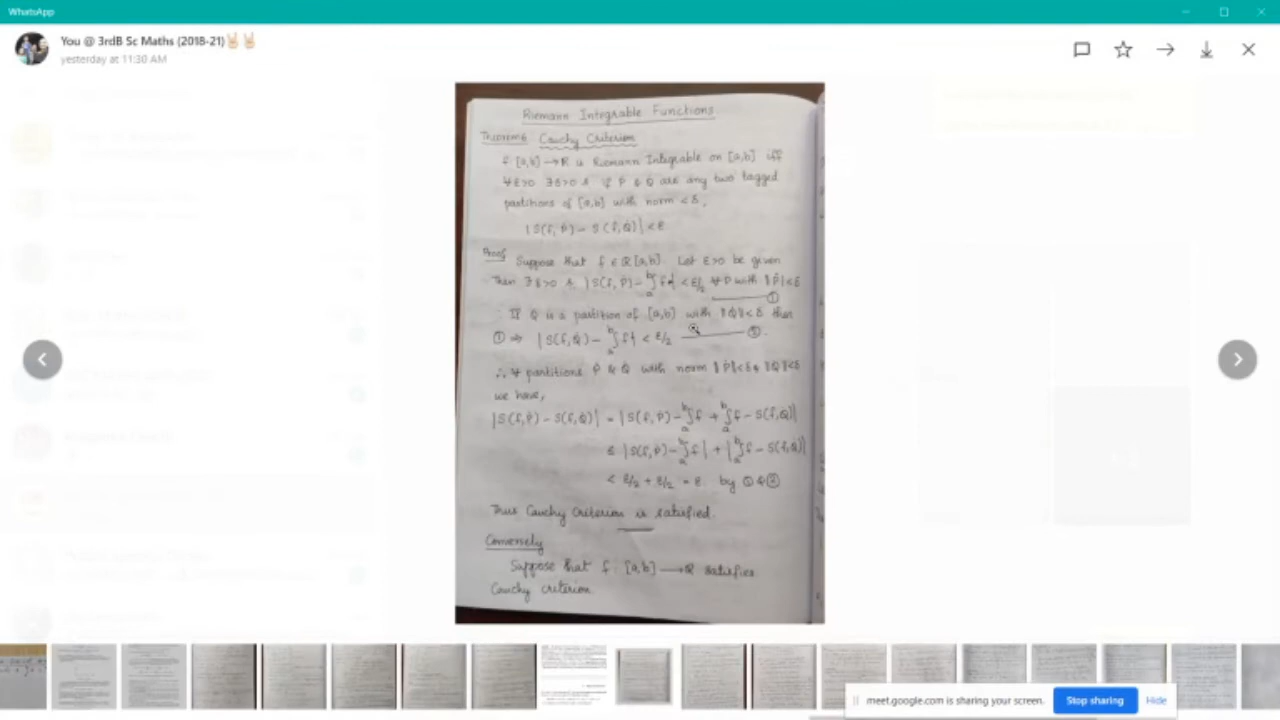 WhatsApp
You @ 3rdB Sc Maths (2018-21)🤘🏻🤘🏻
yesterday at 11:30 AM
Riemann Integrable Functions
Theorem: Cauchy Criterion
f: [a,b] → R is Riemann Integrable on [a,b] iff
∀ ε>0 ∃ δ>0 ∋ if Ṗ & Q̇ are any two tagged
partitions of [a,b] with norm < δ,
|S(f,Ṗ) - S(f,Q̇)| < ε
Proof Suppose that f ∈ R[a,b]. Let ε>0 be given
Then ∃ δ>0 ∋ |S(f,Ṗ) - ∫ₐᵇ f| < ε/2 ∀ Ṗ with ‖Ṗ‖ < δ
①
∴ If Q̇ is a partition of [a,b] with ‖Q̇‖ < δ then
① ⇒ |S(f,Q̇) - ∫ₐᵇ f| < ε/2 ②.
∴ ∀ partitions Ṗ & Q̇ with norm ‖Ṗ‖<δ & ‖Q̇‖<δ
we have,
|S(f,Ṗ) - S(f,Q̇)| = |S(f,Ṗ) - ∫ₐᵇ f + ∫ₐᵇ f - S(f,Q̇)|
≤ |S(f,Ṗ) - ∫ₐᵇ f| + |∫ₐᵇ f - S(f,Q̇)|
< ε/2 + ε/2 = ε by ① & ②
Thus Cauchy Criterion is satisfied.
Conversely
Suppose that f: [a,b] → R satisfies
Cauchy criterion.
meet.google.com is sharing your screen.
Stop sharing
Hide